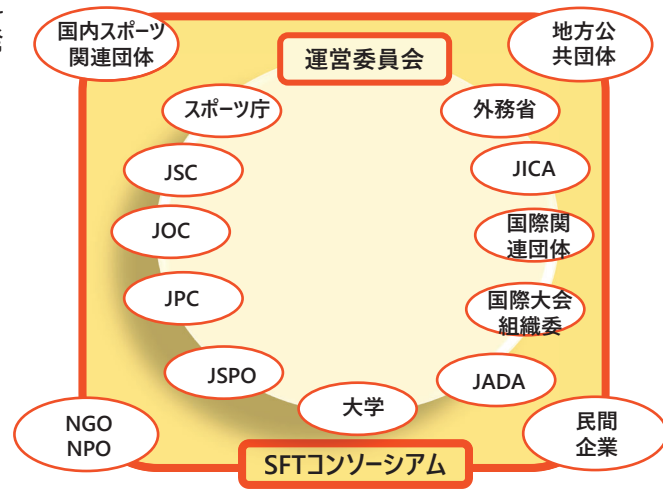 国内スポーツ
関連団体
地方公
共団体
運営委員会
スポーツ庁
外務省
JSC
JICA
JOC
国際関
連団体
JPC
国際大会
組織委
JSPO
JADA
大学
NGO
NPO
民間
企業
SFTコンソーシアム